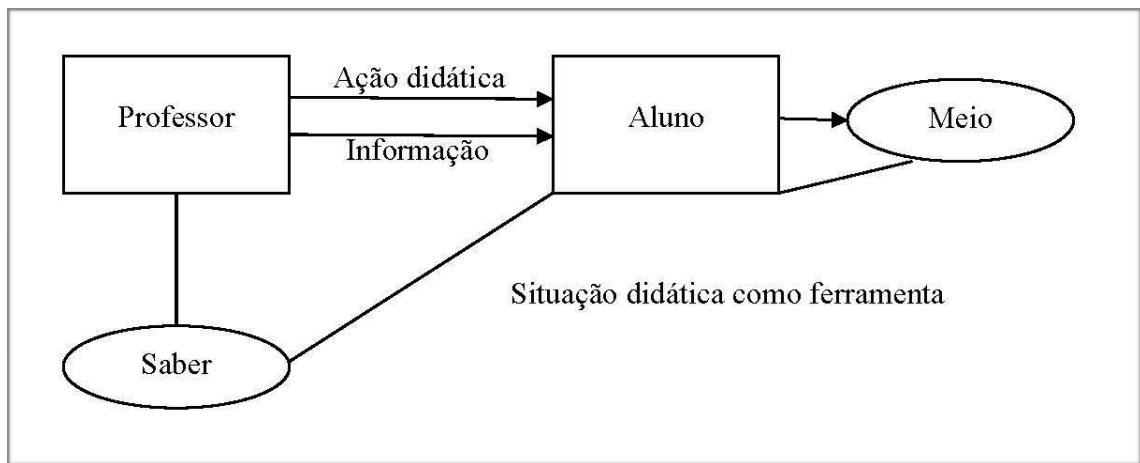 Ação didática
Professor
Aluno
Meio
Informação
Situação didática como ferramenta
Saber